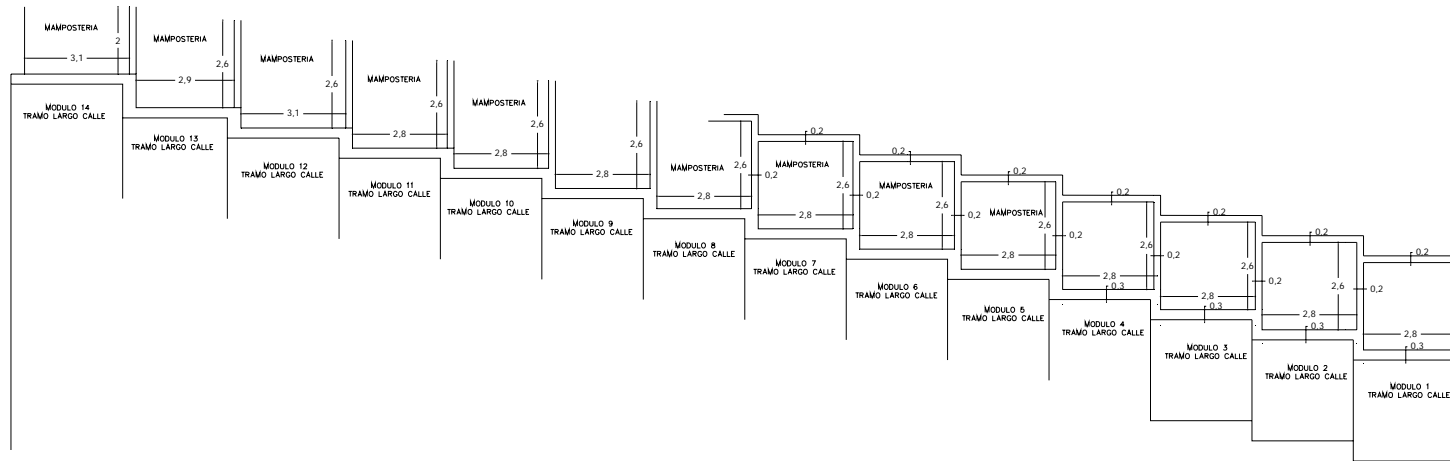 MAMPOSTERIA
2
3,1
MODULO 14
TRAMO LARGO CALLE
MAMPOSTERIA
2,6
2,9
MODULO 13
TRAMO LARGO CALLE
MAMPOSTERIA
2,6
3,1
MODULO 12
TRAMO LARGO CALLE
MAMPOSTERIA
2,6
2,8
MODULO 11
TRAMO LARGO CALLE
MAMPOSTERIA
2,6
2,8
MODULO 10
TRAMO LARGO CALLE
2,6
2,8
MODULO 9
TRAMO LARGO CALLE
MAMPOSTERIA
2,6
0,2
2,8
MODULO 8
TRAMO LARGO CALLE
0,2
MAMPOSTERIA
2,6
0,2
2,8
MODULO 7
TRAMO LARGO CALLE
0,2
MAMPOSTERIA
2,6
0,2
2,8
MODULO 6
TRAMO LARGO CALLE
0,2
MAMPOSTERIA
2,6
0,2
2,8
MODULO 5
TRAMO LARGO CALLE
0,2
2,6
0,2
2,8
0,3
MODULO 4
TRAMO LARGO CALLE
0,2
2,6
0,2
2,8
0,3
MODULO 3
TRAMO LARGO CALLE
0,2
2,6
0,2
2,8
0,3
MODULO 2
TRAMO LARGO CALLE
0,2
2,8
0,3
MODULO 1
TRAMO LARGO CALLE